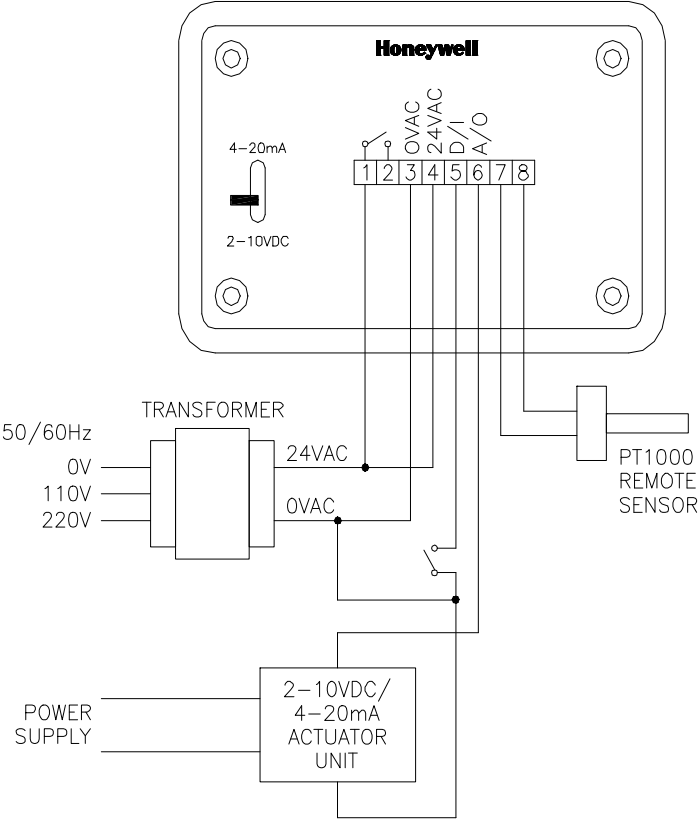 Honeywell
4-20mA
2-10VDC
0VAC
24VAC
D/I
A/O
1 2 3 4 5 6 7 8
TRANSFORMER
50/60Hz
0V
110V
220V
24VAC
0VAC
PT1000
REMOTE
SENSOR
POWER
SUPPLY
2-10VDC/
4-20mA
ACTUATOR
UNIT